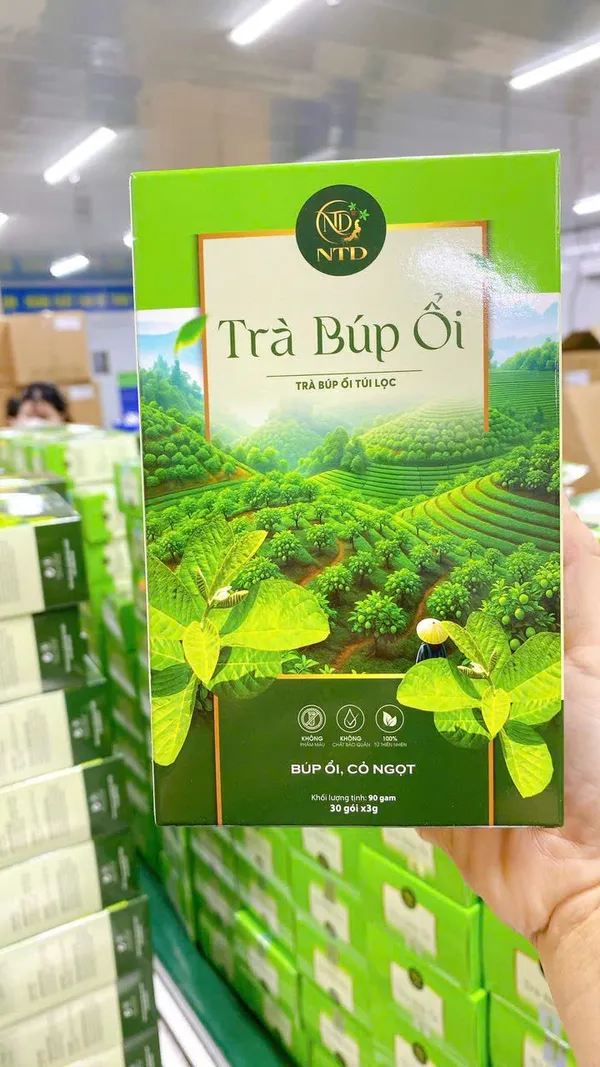 NTD
NTD
Trà Búp Ổi
TRÀ BÚP ỔI TÚI LỌC
KHÔNG
PHẨM MÀU
KHÔNG
CHẤT BẢO QUẢN
100%
TỪ THIÊN NHIÊN
BÚP ỔI, CỎ NGỌT
Khối lượng tịnh: 90 gam
30 gói x3g